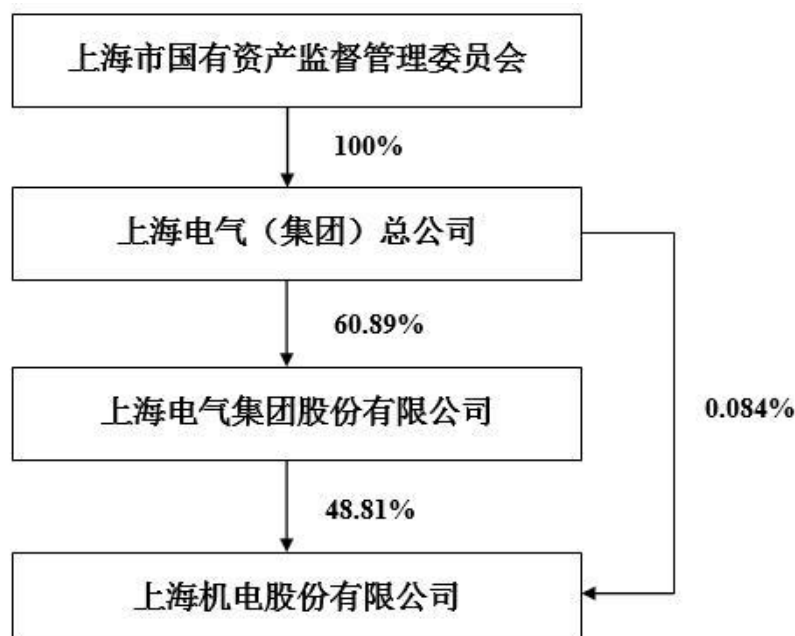 上海市国有资产监督管理委员会
100%
上海电气（集团）总公司
60.89%
上海电气集团股份有限公司
0.084%
48.81%
上海机电股份有限公司